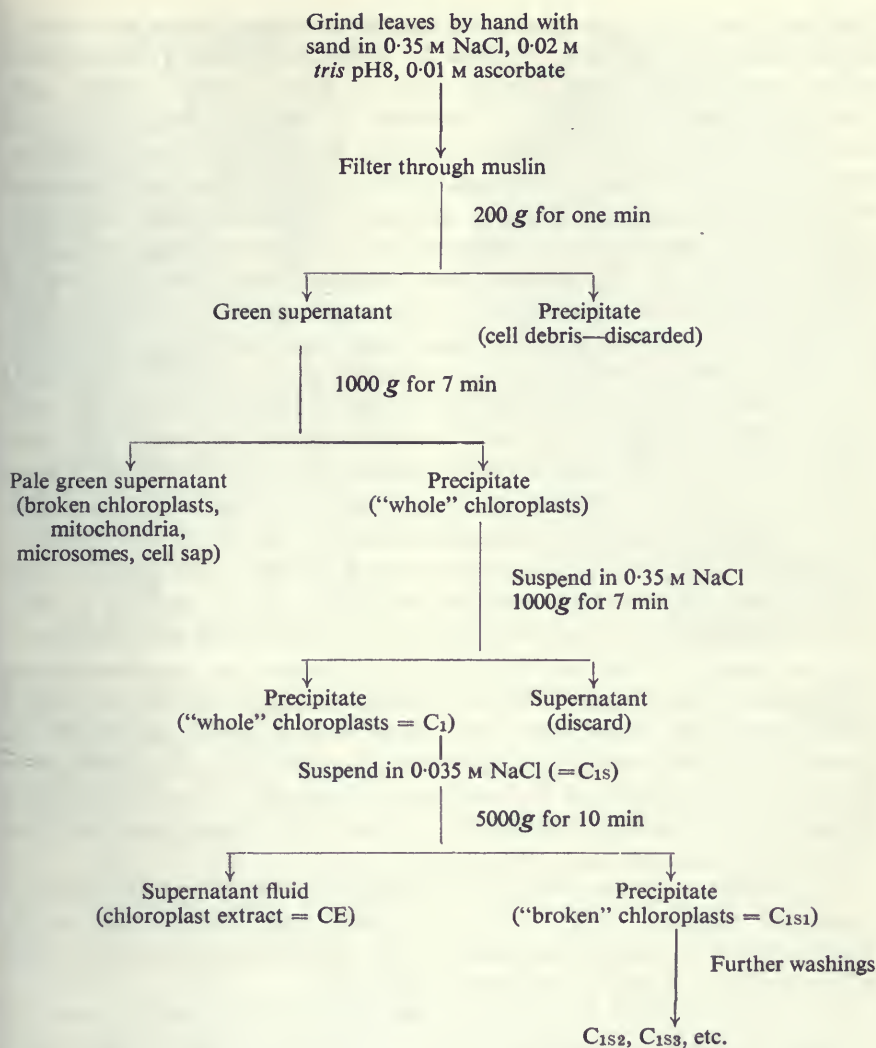 Grind leaves by hand with
sand in 0·35 M NaCl, 0·02 M
tris pH8, 0·01 M ascorbate
Filter through muslin
200 g for one min
Green supernatant
Precipitate
(cell debris—discarded)
1000 g for 7 min
Pale green supernatant
(broken chloroplasts,
mitochondria,
microsomes, cell sap)
Precipitate
(“whole” chloroplasts)
Suspend in 0·35 M NaCl
1000g for 7 min
Precipitate
(“whole” chloroplasts = C₁)
Supernatant
(discard)
Suspend in 0·035 M NaCl (=C₁s)
5000g for 10 min
Supernatant fluid
(chloroplast extract = CE)
Precipitate
(“broken” chloroplasts = C₁s₁)
Further washings
C₁s₂, C₁s₃, etc.